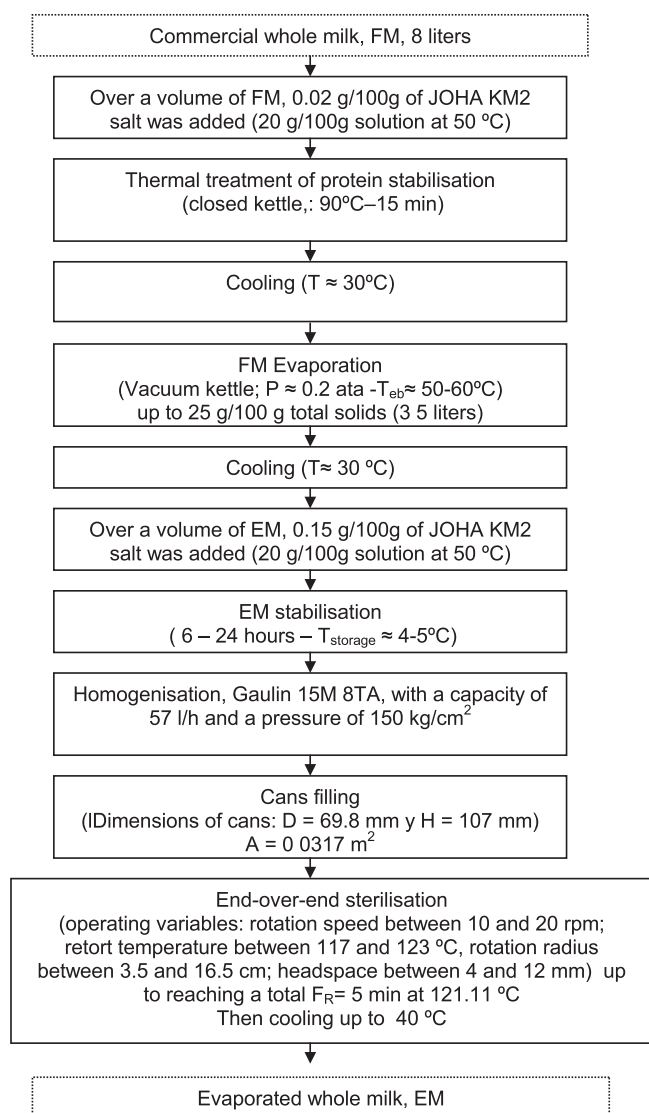 Commercial whole milk, FM, 8 liters
Over a volume of FM, 0.02 g/100g of JOHA KM2
salt was added (20 g/100g solution at 50 ºC)
Thermal treatment of protein stabilisation
(closed kettle,: 90ºC–15 min)
Cooling (T ≈ 30ºC)
FM Evaporation
(Vacuum kettle; P ≈ 0.2 ata -Teb≈ 50-60ºC)
up to 25 g/100 g total solids (3 5 liters)
Cooling (T≈ 30 ºC)
Over a volume of EM, 0.15 g/100g of JOHA KM2
salt was added (20 g/100g solution at 50 ºC)
EM stabilisation
( 6 – 24 hours – Tstorage ≈ 4-5ºC)
Homogenisation, Gaulin 15M 8TA, with a capacity of
57 l/h and a pressure of 150 kg/cm2
Cans filling
(lDimensions of cans: D = 69.8 mm y H = 107 mm)
A = 0 0317 m2
End-over-end sterilisation
(operating variables: rotation speed between 10 and 20 rpm;
retort temperature between 117 and 123 ºC, rotation radius
between 3.5 and 16.5 cm; headspace between 4 and 12 mm) up
to reaching a total FR= 5 min at 121.11 ºC
Then cooling up to 40 ºC
Evaporated whole milk, EM